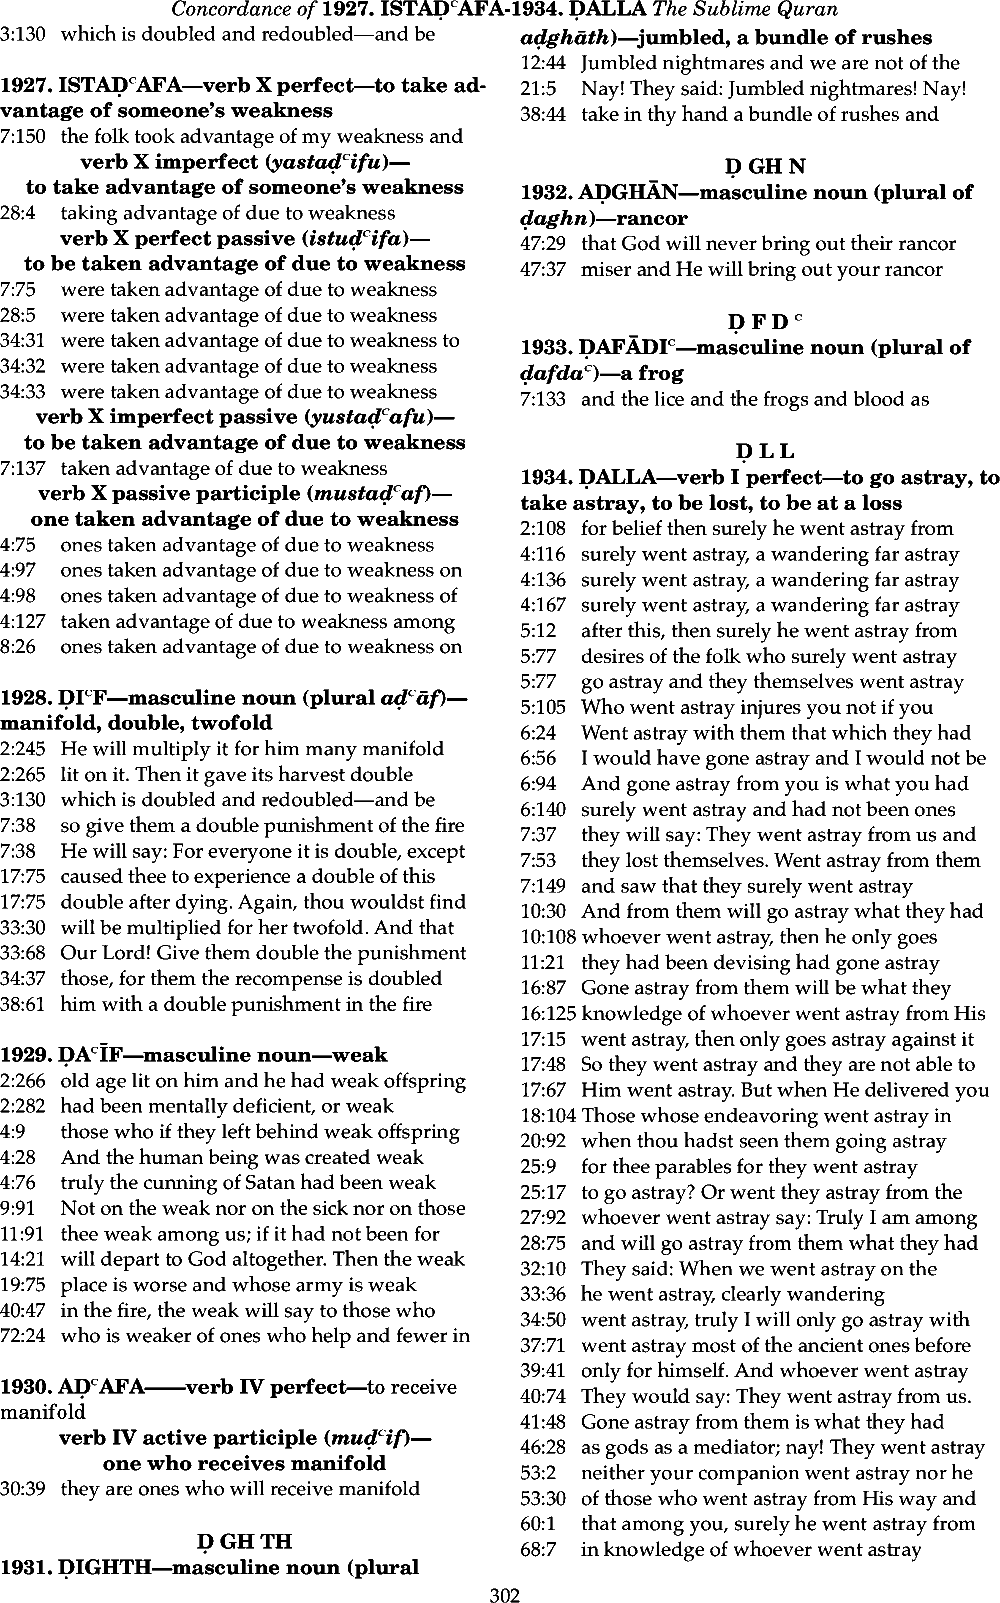 Concordance of 1927. ISTAḌᶜAFA-1934. ḌALLA The Sublime Quran
3:130 which is doubled and redoubled—and be
1927. ISTAḌᶜAFA—verb X perfect—to take ad-
vantage of someone's weakness
7:150 the folk took advantage of my weakness and
verb X imperfect (yastaḍᶜifu)—
to take advantage of someone's weakness
28:4 taking advantage of due to weakness
verb X perfect passive (istuḍᶜifa)—
to be taken advantage of due to weakness
7:75 were taken advantage of due to weakness
28:5 were taken advantage of due to weakness
34:31 were taken advantage of due to weakness to
34:32 were taken advantage of due to weakness
34:33 were taken advantage of due to weakness
verb X imperfect passive (yustaḍᶜafu)—
to be taken advantage of due to weakness
7:137 taken advantage of due to weakness
verb X passive participle (mustaḍᶜaf)—
one taken advantage of due to weakness
4:75 ones taken advantage of due to weakness
4:97 ones taken advantage of due to weakness on
4:98 ones taken advantage of due to weakness of
4:127 taken advantage of due to weakness among
8:26 ones taken advantage of due to weakness on
1928. ḌIᶜF—masculine noun (plural aḍᶜāf)—
manifold, double, twofold
2:245 He will multiply it for him many manifold
2:265 lit on it. Then it gave its harvest double
3:130 which is doubled and redoubled—and be
7:38 so give them a double punishment of the fire
7:38 He will say: For everyone it is double, except
17:75 caused thee to experience a double of this
17:75 double after dying. Again, thou wouldst find
33:30 will be multiplied for her twofold. And that
33:68 Our Lord! Give them double the punishment
34:37 those, for them the recompense is doubled
38:61 him with a double punishment in the fire
1929. ḌAᶜĪF—masculine noun—weak
2:266 old age lit on him and he had weak offspring
2:282 had been mentally deficient, or weak
4:9 those who if they left behind weak offspring
4:28 And the human being was created weak
4:76 truly the cunning of Satan had been weak
9:91 Not on the weak nor on the sick nor on those
11:91 thee weak among us; if it had not been for
14:21 will depart to God altogether. Then the weak
19:75 place is worse and whose army is weak
40:47 in the fire, the weak will say to those who
72:24 who is weaker of ones who help and fewer in
1930. AḌᶜAFA——verb IV perfect—to receive
manifold
verb IV active participle (muḍᶜif)—
one who receives manifold
30:39 they are ones who will receive manifold
Ḍ GH TH
1931. ḌIGHTH—masculine noun (plural
aḍghāth)—jumbled, a bundle of rushes
12:44 Jumbled nightmares and we are not of the
21:5 Nay! They said: Jumbled nightmares! Nay!
38:44 take in thy hand a bundle of rushes and
Ḍ GH N
1932. AḌGHĀN—masculine noun (plural of
ḍaghn)—rancor
47:29 that God will never bring out their rancor
47:37 miser and He will bring out your rancor
Ḍ F D ᶜ
1933. ḌAFĀDIᶜ—masculine noun (plural of
ḍafdaᶜ)—a frog
7:133 and the lice and the frogs and blood as
Ḍ L L
1934. ḌALLA—verb I perfect—to go astray, to
take astray, to be lost, to be at a loss
2:108 for belief then surely he went astray from
4:116 surely went astray, a wandering far astray
4:136 surely went astray, a wandering far astray
4:167 surely went astray, a wandering far astray
5:12 after this, then surely he went astray from
5:77 desires of the folk who surely went astray
5:77 go astray and they themselves went astray
5:105 Who went astray injures you not if you
6:24 Went astray with them that which they had
6:56 I would have gone astray and I would not be
6:94 And gone astray from you is what you had
6:140 surely went astray and had not been ones
7:37 they will say: They went astray from us and
7:53 they lost themselves. Went astray from them
7:149 and saw that they surely went astray
10:30 And from them will go astray what they had
10:108 whoever went astray, then he only goes
11:21 they had been devising had gone astray
16:87 Gone astray from them will be what they
16:125 knowledge of whoever went astray from His
17:15 went astray, then only goes astray against it
17:48 So they went astray and they are not able to
17:67 Him went astray. But when He delivered you
18:104 Those whose endeavoring went astray in
20:92 when thou hadst seen them going astray
25:9 for thee parables for they went astray
25:17 to go astray? Or went they astray from the
27:92 whoever went astray say: Truly I am among
28:75 and will go astray from them what they had
32:10 They said: When we went astray on the
33:36 he went astray, clearly wandering
34:50 went astray, truly I will only go astray with
37:71 went astray most of the ancient ones before
39:41 only for himself. And whoever went astray
40:74 They would say: They went astray from us.
41:48 Gone astray from them is what they had
46:28 as gods as a mediator; nay! They went astray
53:2 neither your companion went astray nor he
53:30 of those who went astray from His way and
60:1 that among you, surely he went astray from
68:7 in knowledge of whoever went astray
302